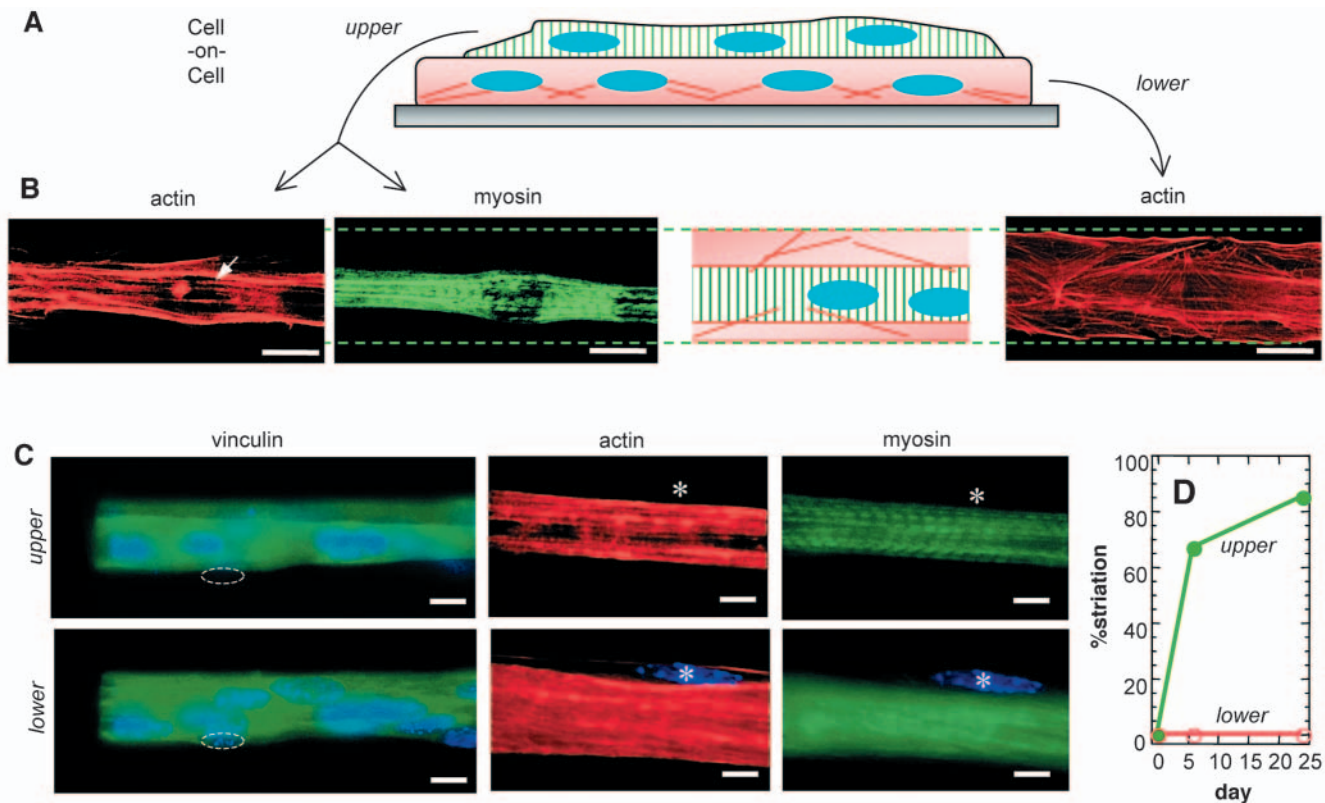 A
Cell
-on-
Cell
upper
lower
B
actin
myosin
actin
C
vinculin
actin
myosin
upper
*
*
lower
*
*
D
100
80
60
40
20
0
%striation
upper
lower
0 5 10 15 20 25
day